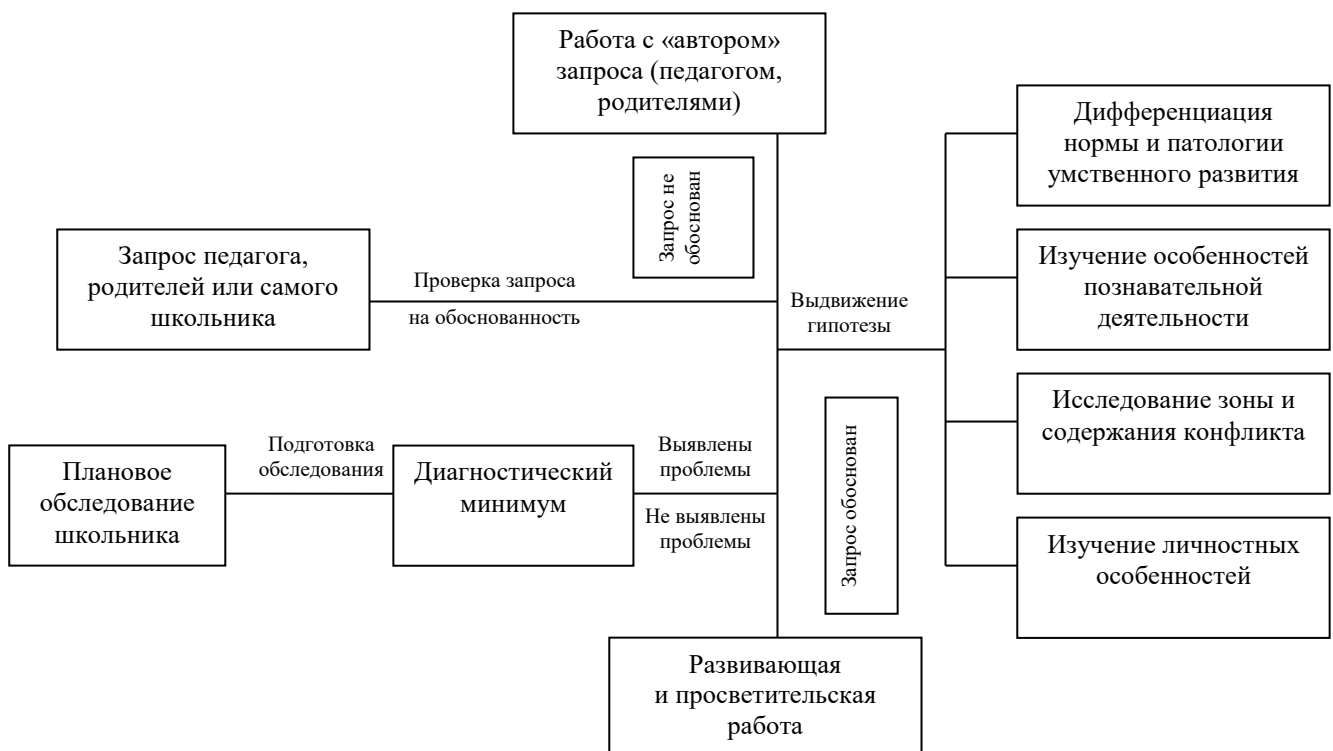 Работа с «автором»
запроса (педагогом,
родителями)
Дифференциация
нормы и патологии
умственного развития
Запрос не
обоснован
Запрос педагога,
родителей или самого
школьника
Проверка запроса
на обоснованность
Выдвижение
гипотезы
Изучение особенностей
познавательной
деятельности
Исследование зоны и
содержания конфликта
Плановое
обследование
школьника
Подготовка
обследования
Диагностический
минимум
Выявлены
проблемы
Не выявлены
проблемы
Запрос обоснован
Изучение личностных
особенностей
Развивающая
и просветительская
работа